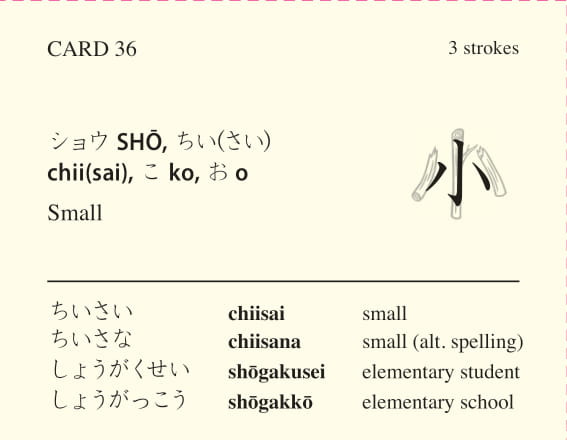 CARD 36
3 strokes
ショウ SHŌ, ちい(さい)
chii(sai), こ ko, お o
小
Small
ちいさい chiisai small
ちいさな chiisana small (alt. spelling)
しょうがくせい shōgakusei elementary student
しょうがっこう shōgakkō elementary school